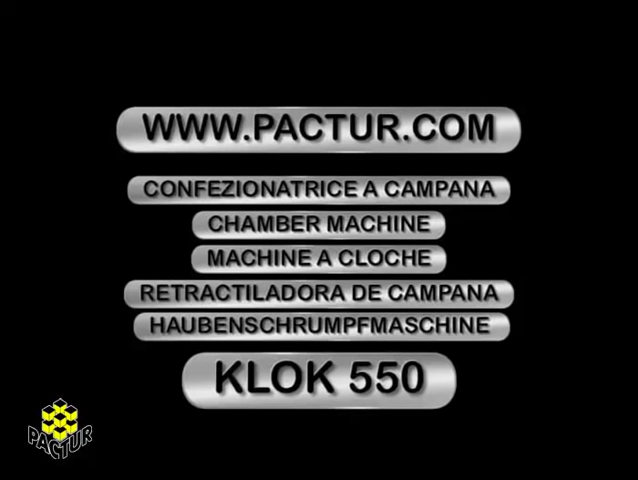 WWW.PACTUR.COM
CONFEZIONATRICE A CAMPANA
CHAMBER MACHINE
MACHINE A CLOCHE
RETRACTILADORA DE CAMPANA
HAUBENSCHRUMPFMASCHINE
KLOK 550
PACTUR